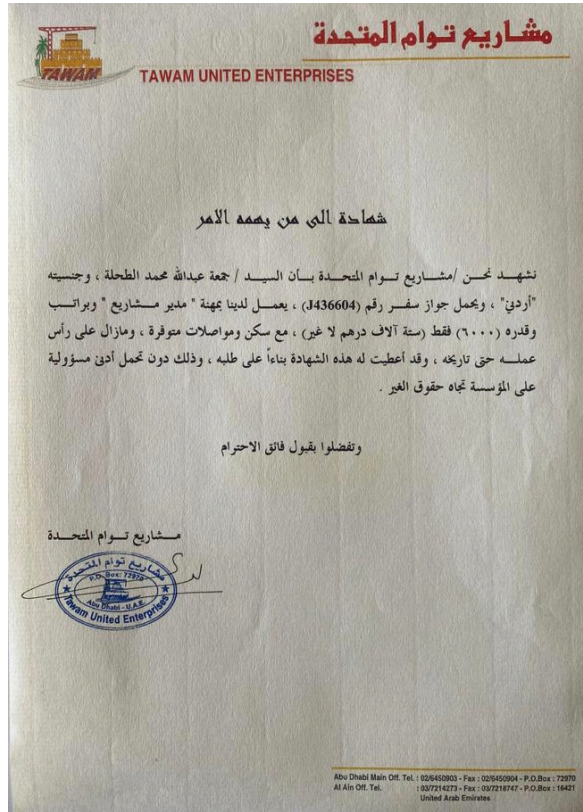 مشاريع توام المتحدة
TAWAM
TAWAM UNITED ENTERPRISES
شهادة الى من يهمه الامر
نشهد نحن /مشاريع توام المتحدة بأن السيد / جمعة عبدالله محمد الطحلة ، وجنسيته
"أردني" ، ويحمل جواز سفر رقم (J436604) ، يعمل لدينا بمهنة " مدير مشاريع " وبراتب
وقدره (٦٠٠٠) فقط (ستة آلاف درهم لا غير) ، مع سكن ومواصلات متوفرة ، ومازال على رأس
عمله حتى تاريخه ، وقد أعطيت له هذه الشهادة بناءاً على طلبه ، وذلك دون تحمل أدنى مسؤولية
على المؤسسة تجاه حقوق الغير .
وتفضلوا بقبول فائق الاحترام
مشاريع توام المتحدة
مشاريع توام المتحدة
P.O. Box: 72970
Abu Dhabi - U.A.E.
Tawam United Enterprises
Abu Dhabi Main Off. Tel. : 02/6450903 - Fax : 02/6450904 - P.O.Box : 72970
Al Ain Off. Tel. : 03/7214273 - Fax : 03/7218747 - P.O.Box : 16421
United Arab Emirates